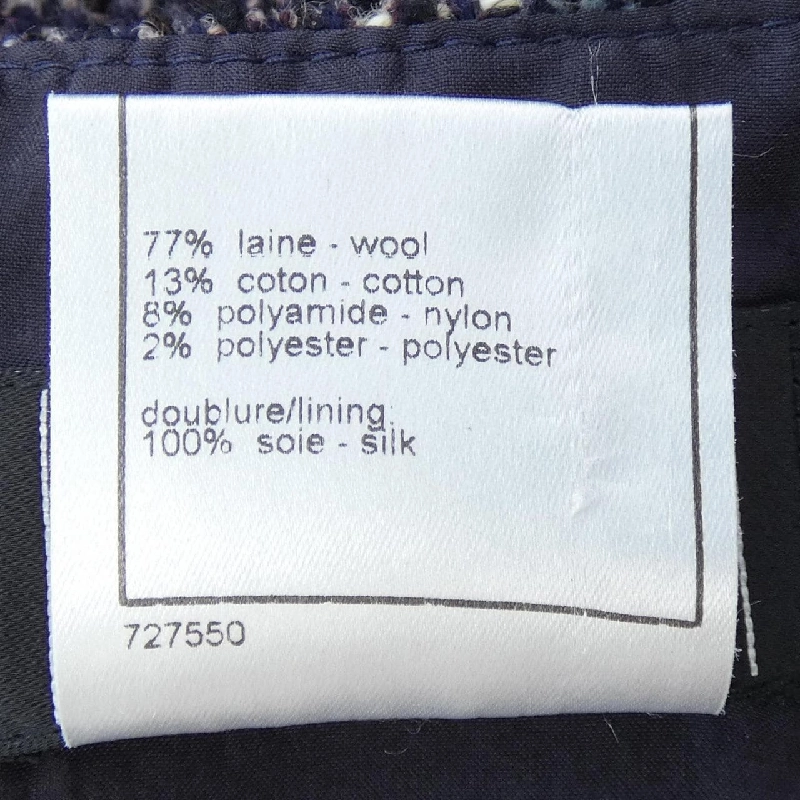 77% laine - wool
13% coton - cotton
8% polyamide - nylon
2% polyester - polyester
doublure/lining:
100% soie - silk
727550